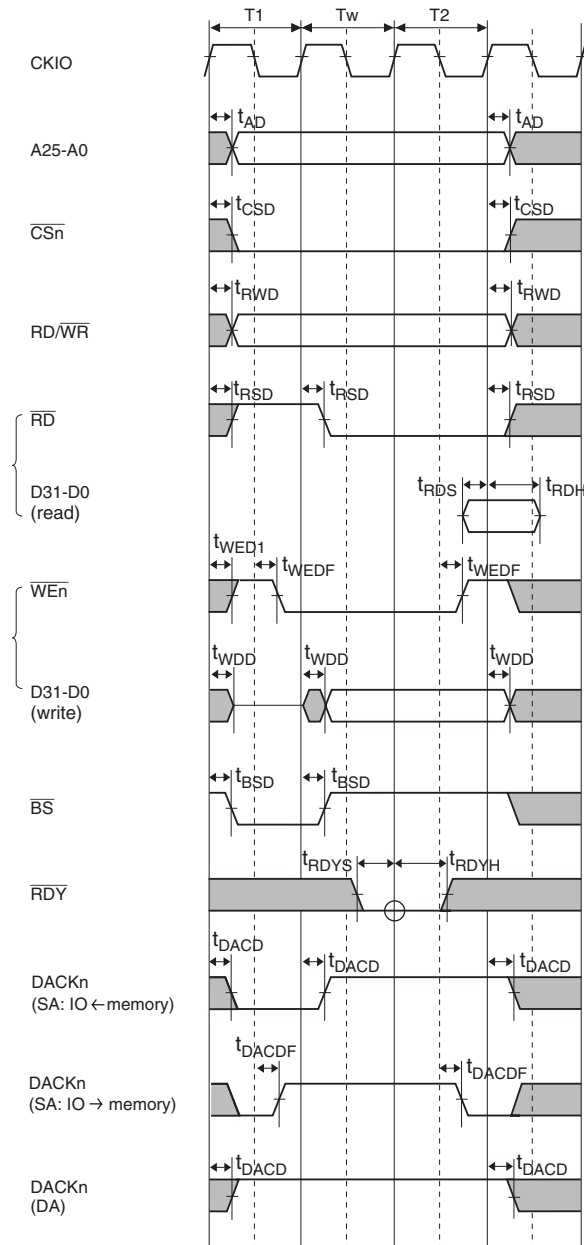 T1 Tw T2
CKIO
tAD tAD
A25-A0
tCSD tCSD
CSn
tRWD tRWD
RD/WR
tRSD tRSD tRSD
RD
tRDS tRDH
D31-D0
(read)
tWED1 tWEDF tWEDF
WEn
tWDD tWDD tWDD
D31-D0
(write)
tBSD tBSD
BS
tRDYS tRDYH
RDY
tDACD tDACD tDACD
DACKn
(SA: IO ← memory)
tDACDF tDACDF
DACKn
(SA: IO → memory)
tDACD tDACD
DACKn
(DA)